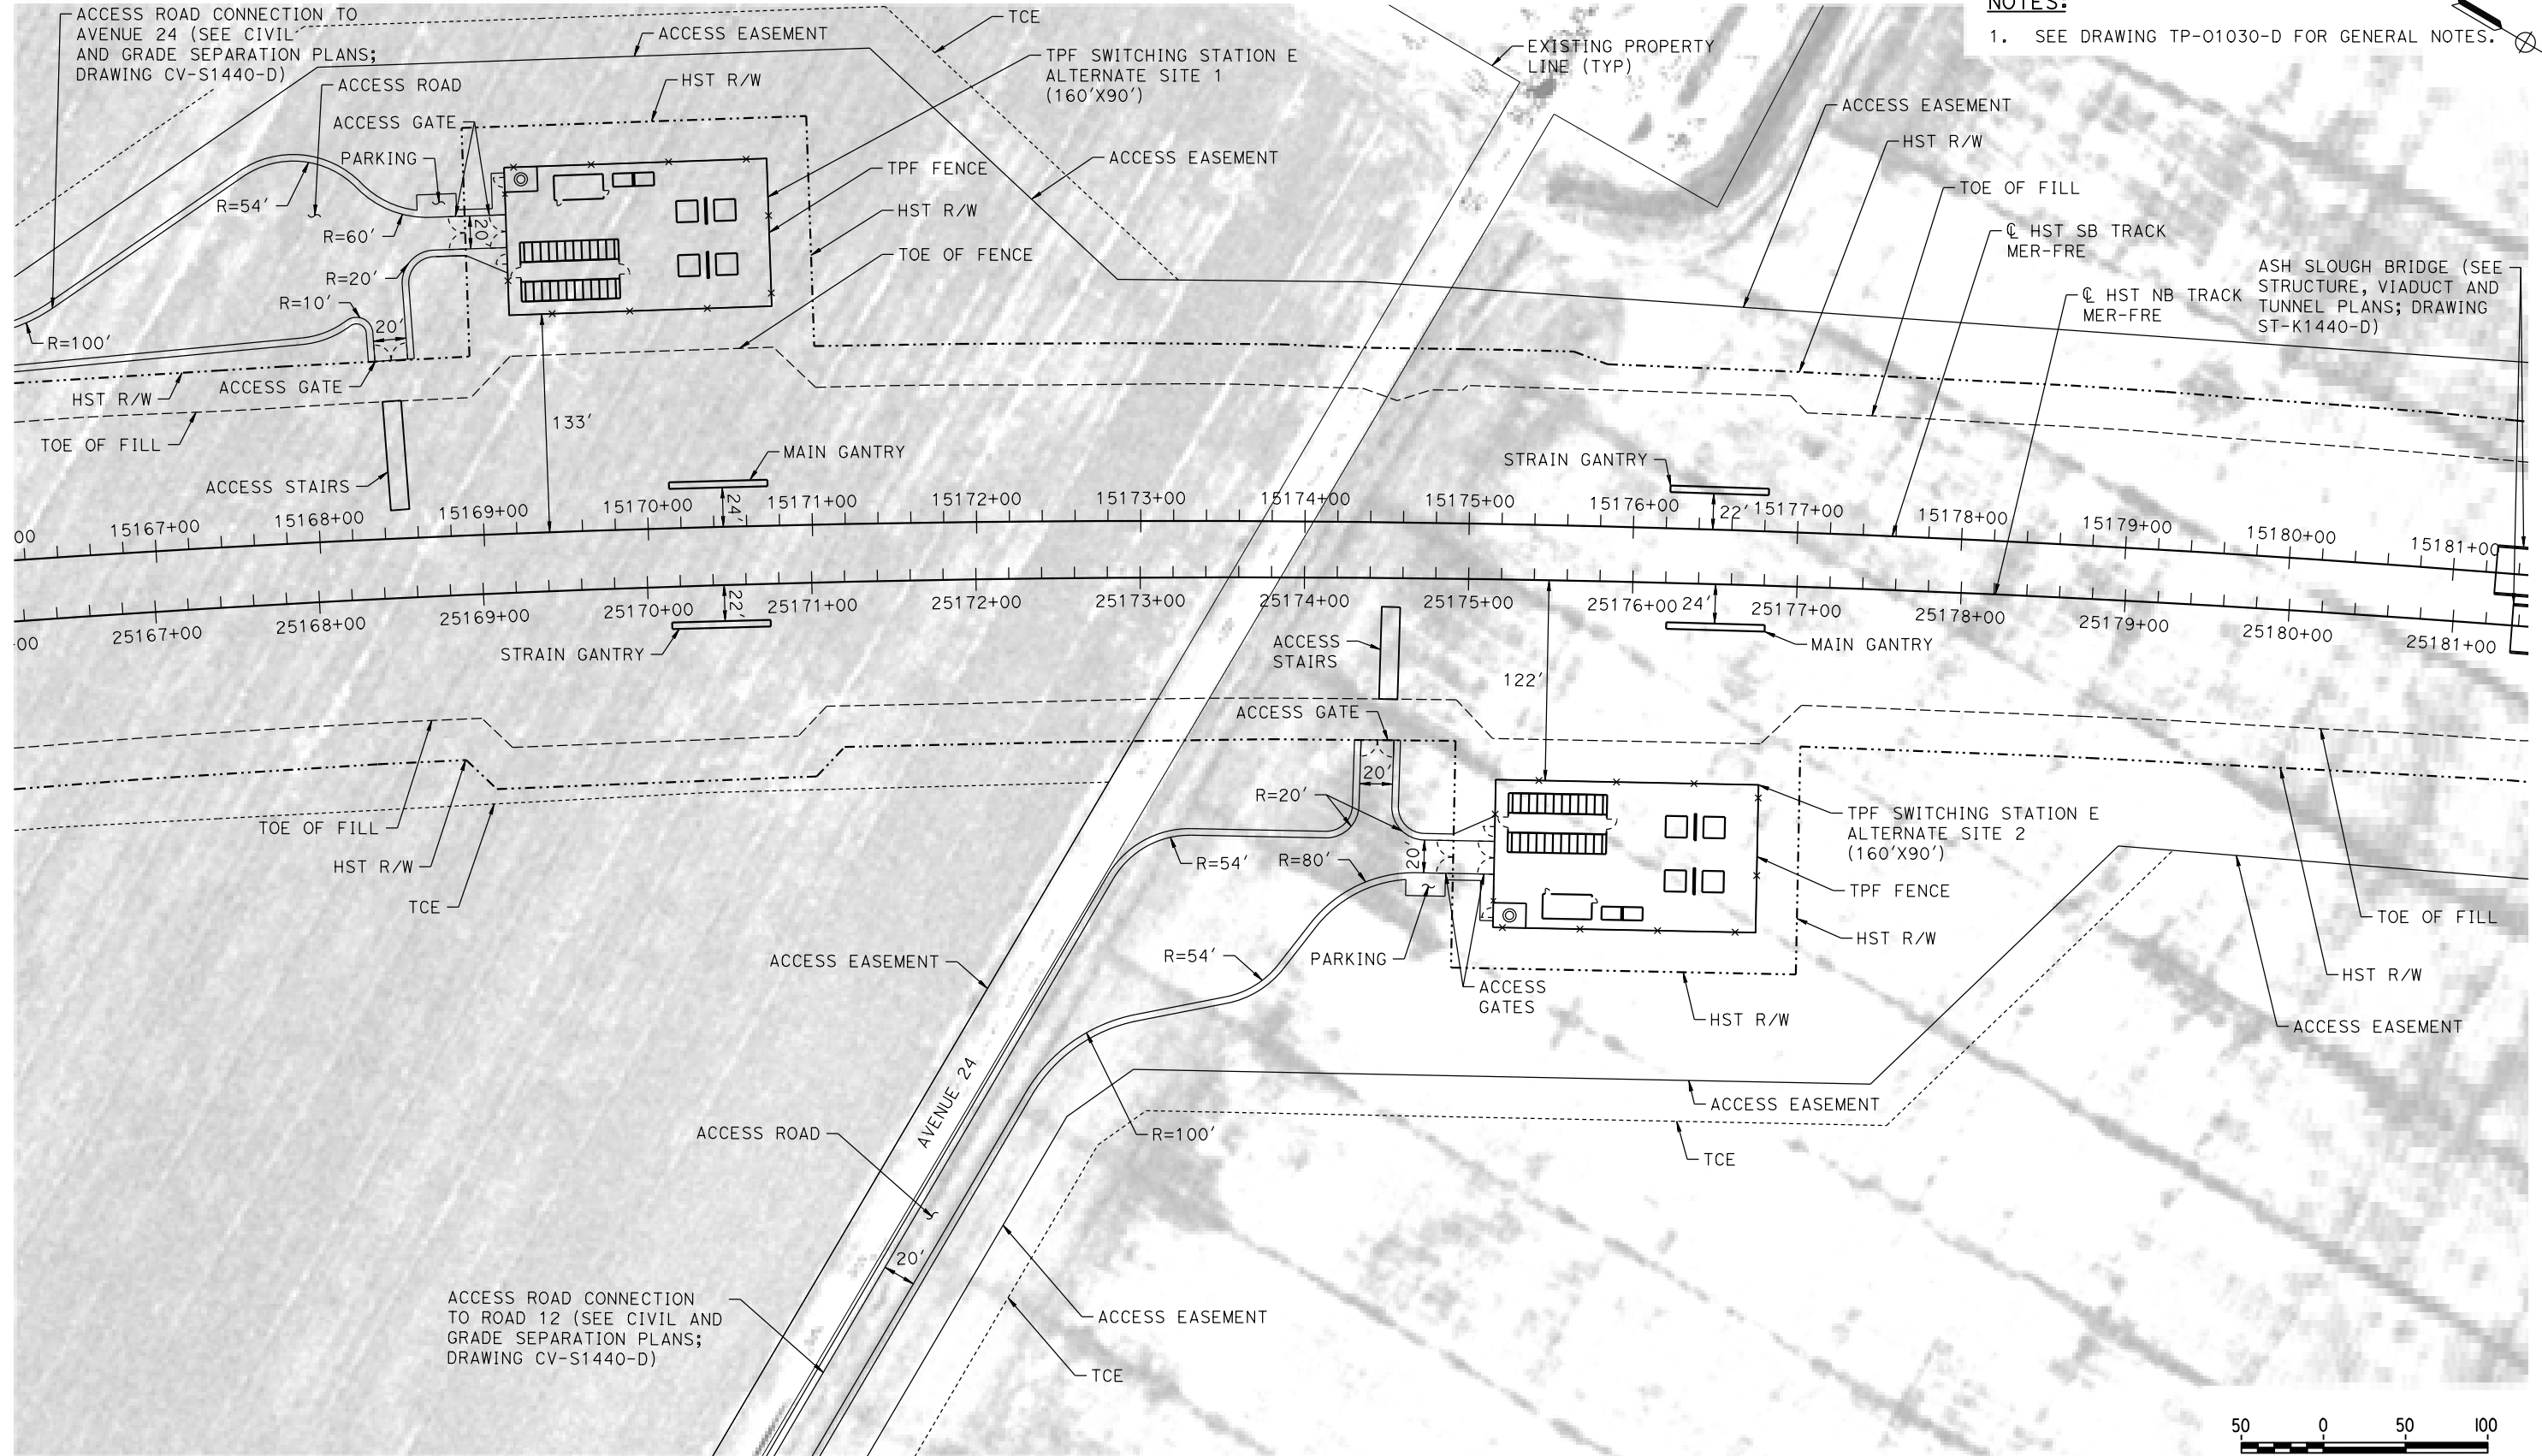 ACCESS ROAD CONNECTION TO
AVENUE 24 (SEE CIVIL
AND GRADE SEPARATION PLANS;
DRAWING CV-S1440-D)
TCE
ACCESS EASEMENT
TPF SWITCHING STATION E
ALTERNATE SITE 1
(160'X90')
EXISTING PROPERTY
LINE (TYP)
NOTES:
1. SEE DRAWING TP-01030-D FOR GENERAL NOTES.
ACCESS ROAD
HST R/W
ACCESS GATE
PARKING
R=54'
R=60'
20'
R=20'
R=10'
20'
R=100'
ACCESS EASEMENT
TPF FENCE
HST R/W
TOE OF FENCE
ACCESS EASEMENT
HST R/W
TOE OF FILL
℄ HST SB TRACK
MER-FRE
℄ HST NB TRACK
MER-FRE
ASH SLOUGH BRIDGE (SEE
STRUCTURE, VIADUCT AND
TUNNEL PLANS; DRAWING
ST-K1440-D)
ACCESS GATE
HST R/W
TOE OF FILL
ACCESS STAIRS
133'
MAIN GANTRY
24'
STRAIN GANTRY
22'
00
15167+00
15168+00
15169+00
15170+00
15171+00
15172+00
15173+00
15174+00
15175+00
15176+00
15177+00
15178+00
15179+00
15180+00
15181+00
+00
25167+00
25168+00
25169+00
25170+00
25171+00
25172+00
25173+00
25174+00
25175+00
25176+00
25177+00
25178+00
25179+00
25180+00
25181+00
22'
STRAIN GANTRY
24'
MAIN GANTRY
ACCESS
STAIRS
122'
ACCESS GATE
20'
R=20'
R=54'
R=80'
20'
TOE OF FILL
HST R/W
TCE
TPF SWITCHING STATION E
ALTERNATE SITE 2
(160'X90')
TPF FENCE
HST R/W
TOE OF FILL
HST R/W
ACCESS EASEMENT
ACCESS EASEMENT
R=54'
PARKING
ACCESS
GATES
HST R/W
AVENUE 24
ACCESS ROAD
R=100'
ACCESS EASEMENT
TCE
20'
ACCESS ROAD CONNECTION
TO ROAD 12 (SEE CIVIL AND
GRADE SEPARATION PLANS;
DRAWING CV-S1440-D)
ACCESS EASEMENT
TCE
50 0 50 100